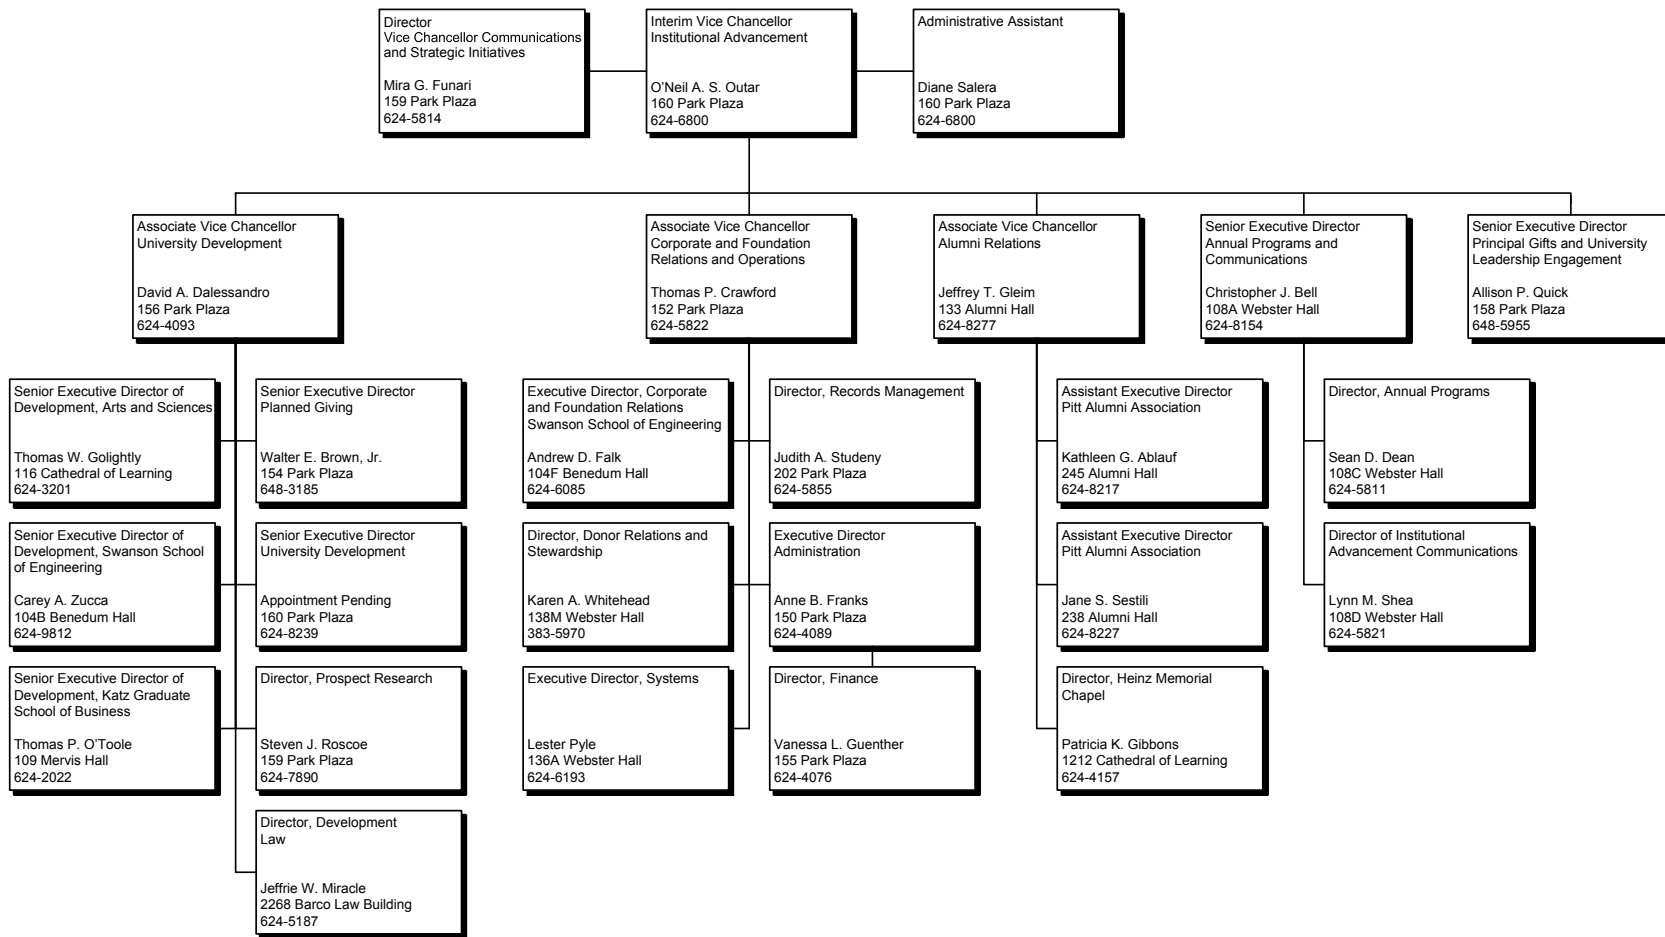 Director
Vice Chancellor Communications
and Strategic Initiatives
Mira G. Funari
159 Park Plaza
624-5814
Interim Vice Chancellor
Institutional Advancement
O'Neil A. S. Outar
160 Park Plaza
624-6800
Administrative Assistant
Diane Salera
160 Park Plaza
624-6800
Associate Vice Chancellor
University Development
David A. Dalessandro
156 Park Plaza
624-4093
Associate Vice Chancellor
Corporate and Foundation
Relations and Operations
Thomas P. Crawford
152 Park Plaza
624-5822
Associate Vice Chancellor
Alumni Relations
Jeffrey T. Gleim
133 Alumni Hall
624-8277
Senior Executive Director
Annual Programs and
Communications
Christopher J. Bell
108A Webster Hall
624-8154
Senior Executive Director
Principal Gifts and University
Leadership Engagement
Allison P. Quick
158 Park Plaza
648-5955
Senior Executive Director of
Development, Arts and Sciences
Thomas W. Golightly
116 Cathedral of Learning
624-3201
Senior Executive Director
Planned Giving
Walter E. Brown, Jr.
154 Park Plaza
648-3185
Executive Director, Corporate
and Foundation Relations
Swanson School of Engineering
Andrew D. Falk
104F Benedum Hall
624-6085
Director, Records Management
Judith A. Studeny
202 Park Plaza
624-5855
Assistant Executive Director
Pitt Alumni Association
Kathleen G. Ablauf
245 Alumni Hall
624-8217
Director, Annual Programs
Sean D. Dean
108C Webster Hall
624-5811
Senior Executive Director of
Development, Swanson School
of Engineering
Carey A. Zucca
104B Benedum Hall
624-9812
Senior Executive Director
University Development
Appointment Pending
160 Park Plaza
624-8239
Director, Donor Relations and
Stewardship
Karen A. Whitehead
138M Webster Hall
383-5970
Executive Director
Administration
Anne B. Franks
150 Park Plaza
624-4089
Assistant Executive Director
Pitt Alumni Association
Jane S. Sestili
238 Alumni Hall
624-8227
Director of Institutional
Advancement Communications
Lynn M. Shea
108D Webster Hall
624-5821
Senior Executive Director of
Development, Katz Graduate
School of Business
Thomas P. O'Toole
109 Mervis Hall
624-2022
Director, Prospect Research
Steven J. Roscoe
159 Park Plaza
624-7890
Executive Director, Systems
Lester Pyle
136A Webster Hall
624-6193
Director, Finance
Vanessa L. Guenther
155 Park Plaza
624-4076
Director, Heinz Memorial
Chapel
Patricia K. Gibbons
1212 Cathedral of Learning
624-4157
Director, Development
Law
Jeffrie W. Miracle
2268 Barco Law Building
624-5187